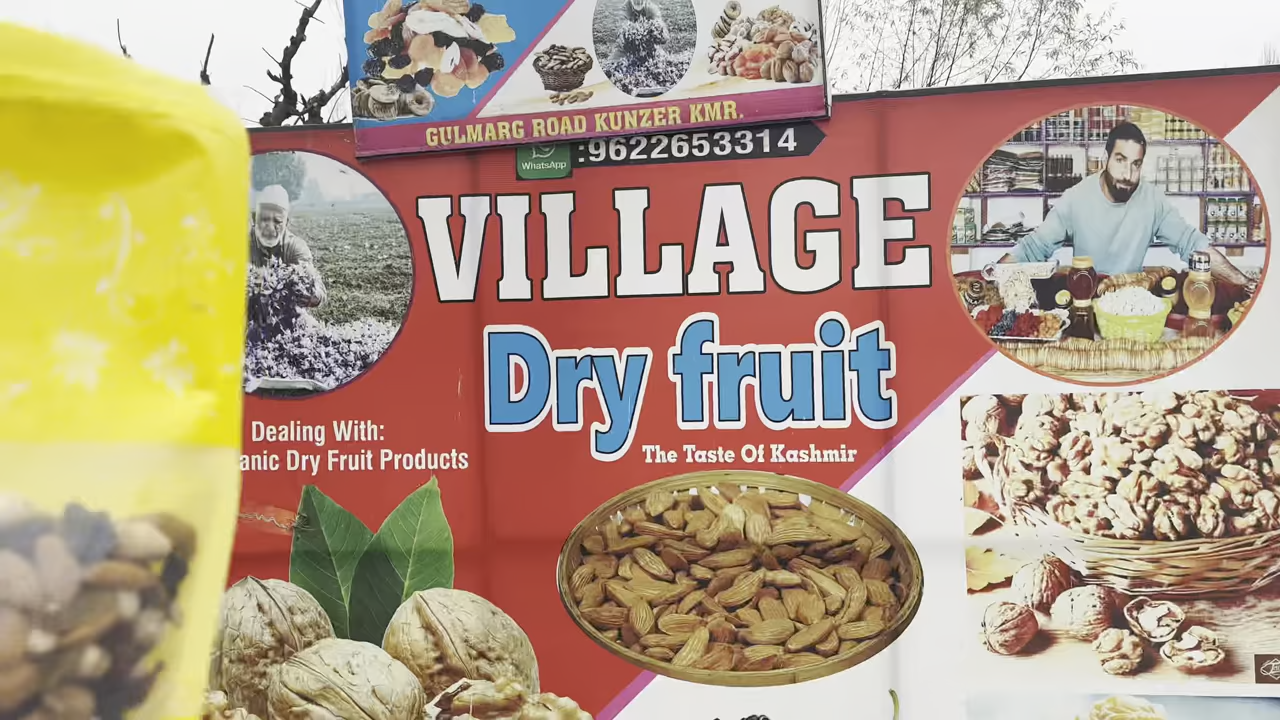 GULMARG ROAD KUNZER KMR.
WhatsApp
:9622653314
VILLAGE
Dry fruit
The Taste Of Kashmir
Dealing With:
anic Dry Fruit Products